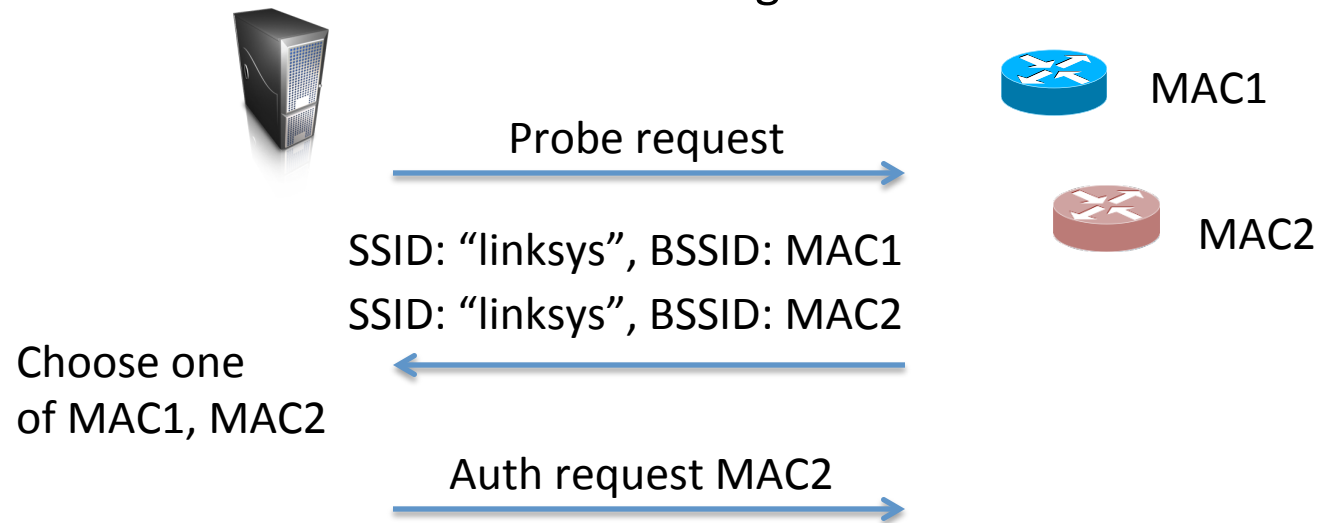 MAC1
Probe request
MAC2
SSID: “linksys”, BSSID: MAC1
SSID: “linksys”, BSSID: MAC2
Choose one
of MAC1, MAC2
Auth request MAC2